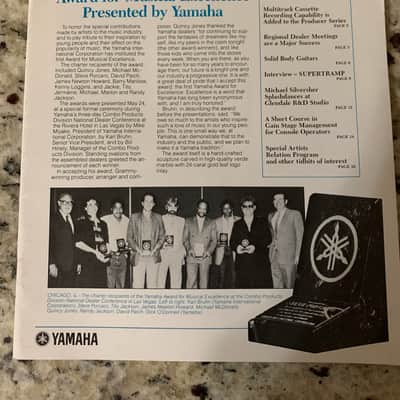 Award for Musical Excellence
Presented by Yamaha
To honor the special contributions
made by artists to the music industry,
and to pay tribute to their inspiration to
young people and their effect on the
popularity of music, the Yamaha Inter-
national Corporation has instituted the
first Award for Musical Excellence.
The charter recipients of the award
included Quincy Jones, Michael Mc-
Donald, Steve Porcaro, David Paich,
James Newton Howard, Barry Manilow,
Kenny Loggins, and Jackie, Tito,
Jermaine, Michael, Marlon and Randy
Jackson.
The awards were presented May 24,
at a special formal ceremony during
Yamaha's three-day Combo Products
Division National Dealer Conference at
the Riviera Hotel in Las Vegas by Mike
Miyake, President of Yamaha Interna-
tional Corporation, by Karl Bruhn,
Senior Vice President, and by Bill
Hinely, Manager of the Combo Prod-
ucts Division. Standing ovations from
the assembled dealers greeted the an-
nouncement of each winner.
In accepting his award, Grammy-
winning producer, arranger and com-
poser, Quincy Jones thanked the
Yamaha dealers "for continuing to sup-
port the fantasies of dreamers like my-
self, like my peers in the room tonight
(the other award winners), and like
those kids who come into the stores
every week. When you are there, as you
have been for so many years to encour-
age them, our future is a bright one and
our industry a progressive one. It is with
a great deal of pride that I accept this
award, the first Yamaha Award for
Excellence. Excellence is a word that
Yamaha has long been synonymous
with, and I am truly honored."
Bruhn, in describing the award
before the presentations, said, "We
owe so much to the artists who inspire
such a love of music in our young peo-
ple. This is one small way we, at
Yamaha, can demonstrate that to the
industry and the public, and we plan to
make it a Yamaha tradition."
The award itself is a hand-crafted
sculpture carved in high-quality verde
marble with 24-carat gold leaf sego
inlay.
Multitrack Cassette
Recording Capability is
Added to the Producer Series
Regional Dealer Meetings
are a Major Success
Solid Body Guitars
Interview – SUPERTRAMP
Michael Silversher
Splashdances at
Glendale R&D Studio
A Short Course in
Gain Stage Management
for Console Operators
Special Artists
Relation Program
and other tidbits of interest
YAMAHA